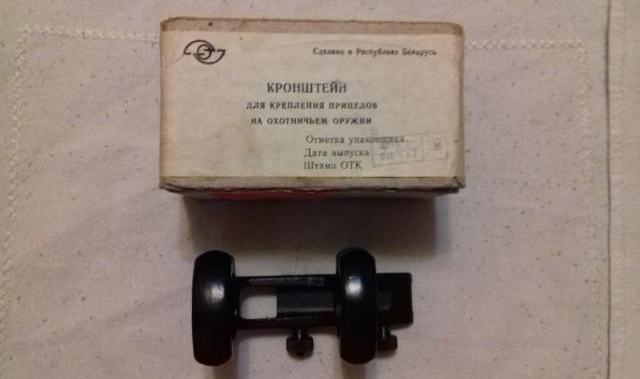 Сделано в Республике Беларусь
КРОНШТЕЙН
ДЛЯ КРЕПЛЕНИЯ ПРИЦЕЛОВ
НА ОХОТНИЧЬЕМ ОРУЖИИ
Отметка упаковщика
Дата выпуска
Штамп ОТК